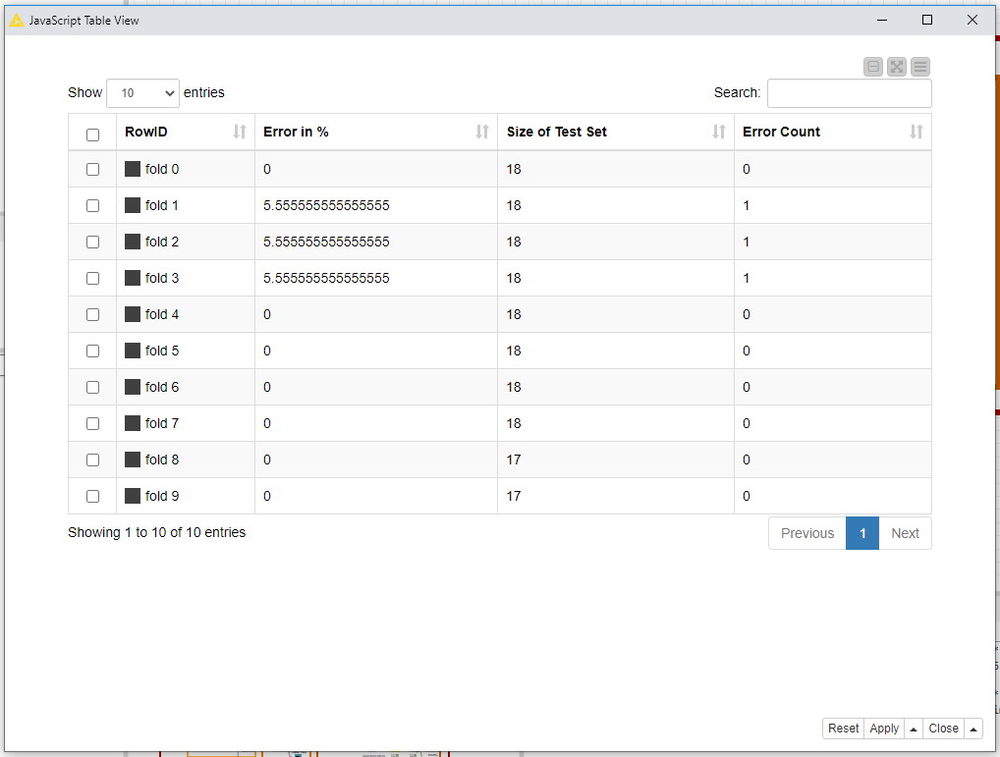 JavaScript Table View
Show 10 entries Search:
RowID Error in % Size of Test Set Error Count
fold 0 0 18 0
fold 1 5.555555555555555 18 1
fold 2 5.555555555555555 18 1
fold 3 5.555555555555555 18 1
fold 4 0 18 0
fold 5 0 18 0
fold 6 0 18 0
fold 7 0 18 0
fold 8 0 17 0
fold 9 0 17 0
Showing 1 to 10 of 10 entries Previous 1 Next
Reset Apply Close